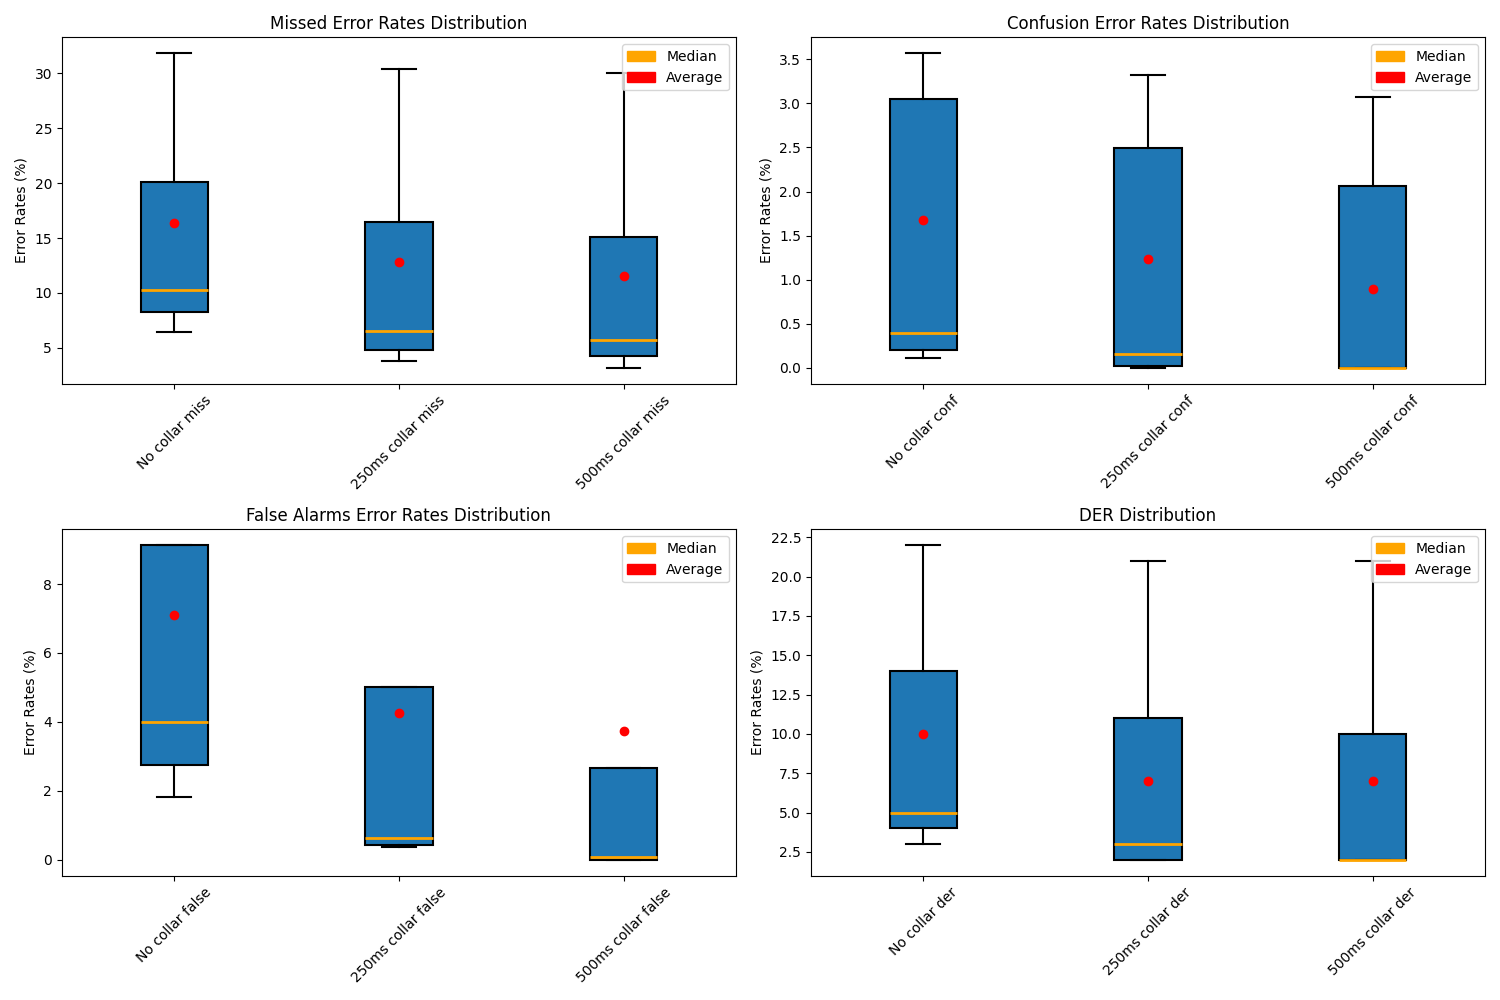 Missed Error Rates Distribution
Error Rates (%)
30
25
20
15
10
5
Median
Average
No collar miss
250ms collar miss
500ms collar miss
Confusion Error Rates Distribution
Error Rates (%)
3.5
3.0
2.5
2.0
1.5
1.0
0.5
0.0
Median
Average
No collar conf
250ms collar conf
500ms collar conf
False Alarms Error Rates Distribution
Error Rates (%)
8
6
4
2
0
Median
Average
No collar false
250ms collar false
500ms collar false
DER Distribution
Error Rates (%)
22.5
20.0
17.5
15.0
12.5
10.0
7.5
5.0
2.5
Median
Average
No collar der
250ms collar der
500ms collar der